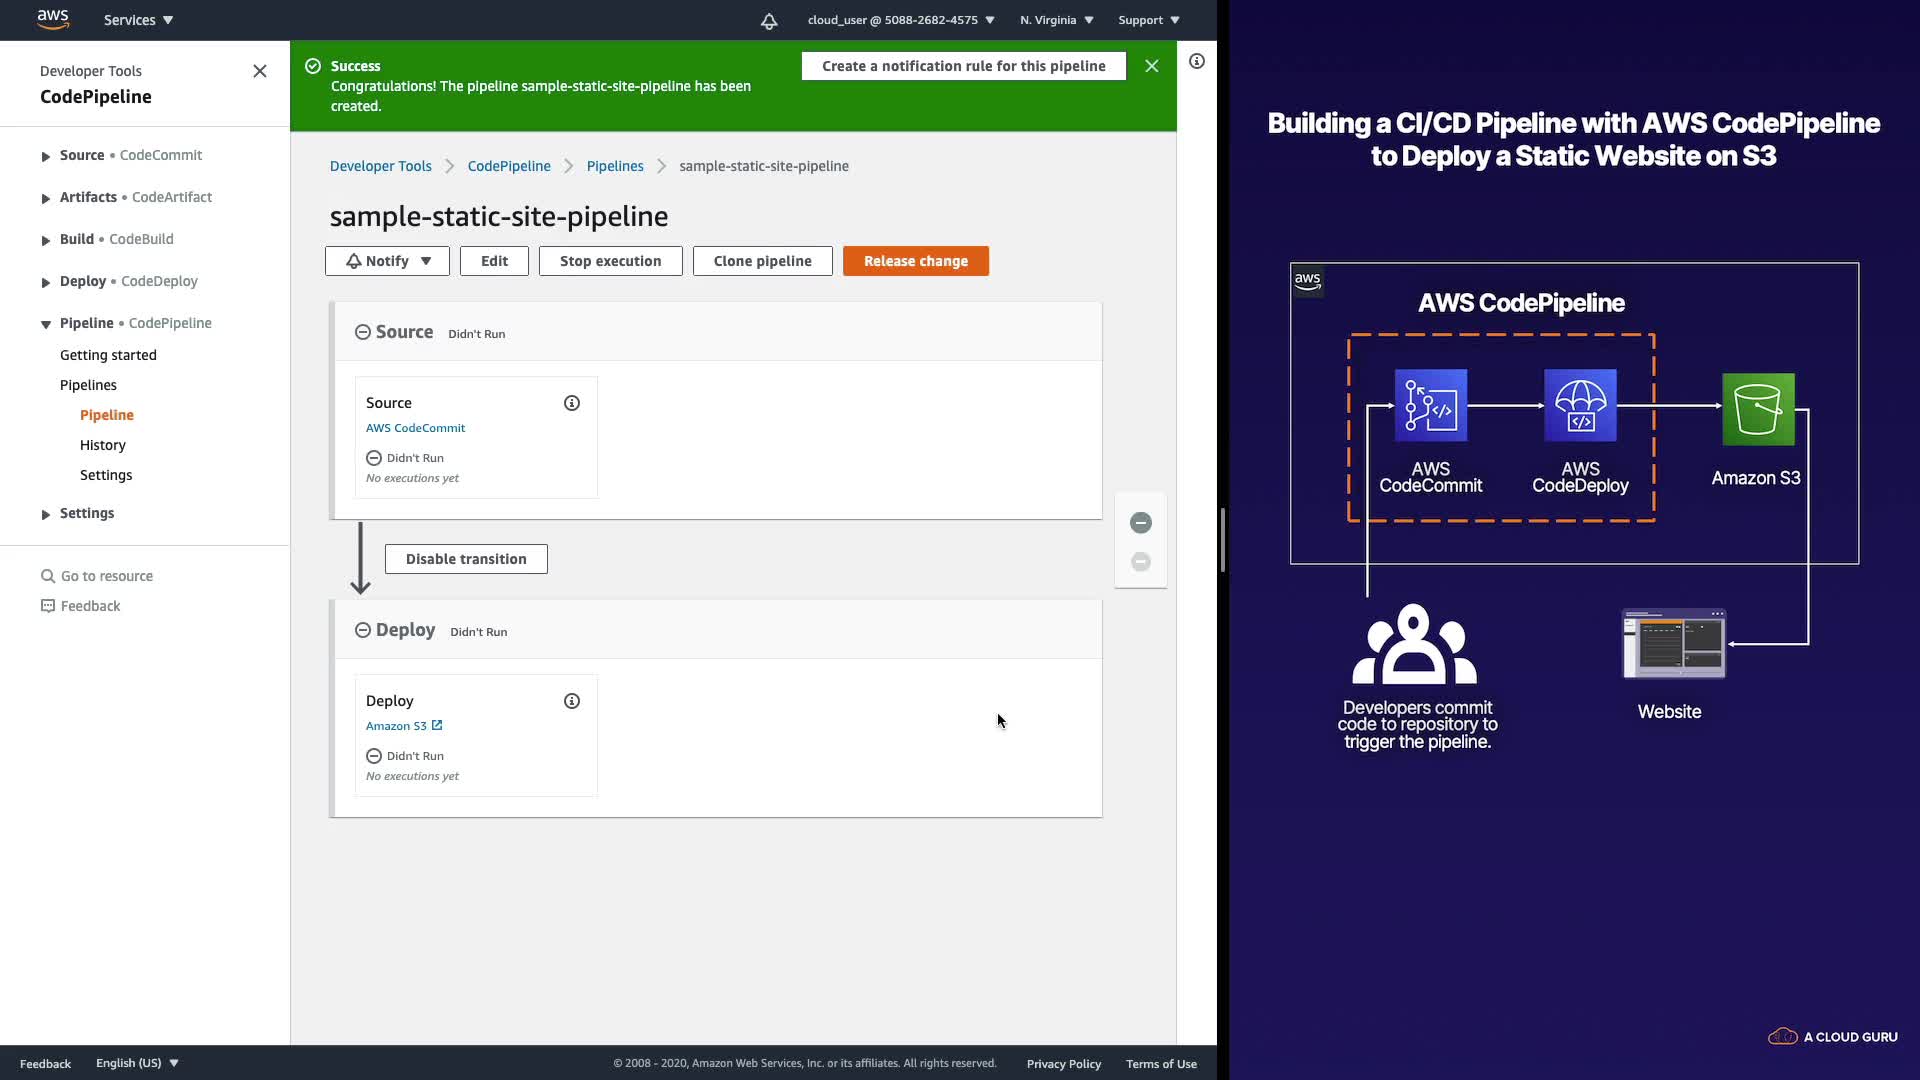 aws
Services
cloud_user @ 5088-2682-4575
N. Virginia
Support
Developer Tools
CodePipeline
Source • CodeCommit
Artifacts • CodeArtifact
Build • CodeBuild
Deploy • CodeDeploy
Pipeline • CodePipeline
Getting started
Pipelines
Pipeline
History
Settings
Settings
Go to resource
Feedback
Success
Congratulations! The pipeline sample-static-site-pipeline has been
created.
Create a notification rule for this pipeline
Developer Tools
CodePipeline
Pipelines
sample-static-site-pipeline
sample-static-site-pipeline
Notify
Edit
Stop execution
Clone pipeline
Release change
Source Didn't Run
Source
AWS CodeCommit
Didn't Run
No executions yet
Disable transition
Deploy Didn't Run
Deploy
Amazon S3
Didn't Run
No executions yet
Feedback
English (US)
© 2008 - 2020, Amazon Web Services, Inc. or its affiliates. All rights reserved.
Privacy Policy
Terms of Use
Building a CI/CD Pipeline with AWS CodePipeline
to Deploy a Static Website on S3
aws
AWS CodePipeline
AWS
CodeCommit
AWS
CodeDeploy
Amazon S3
Developers commit
code to repository to
trigger the pipeline.
Website
A CLOUD GURU